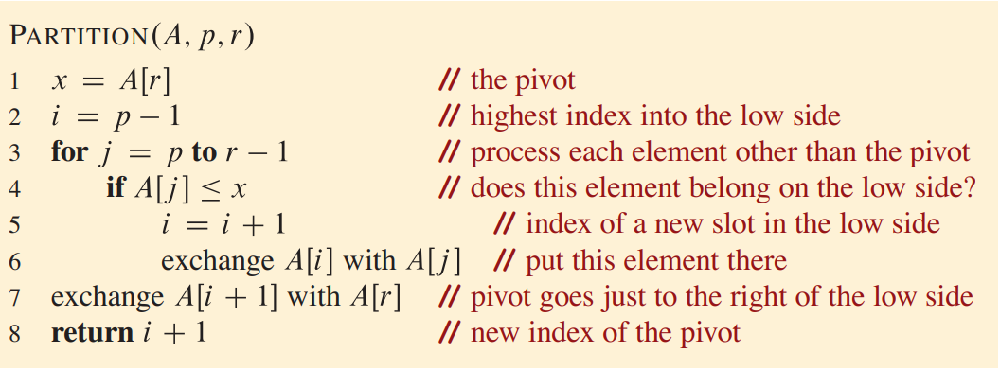 PARTITION(A, p, r)
1 x = A[r] // the pivot
2 i = p − 1 // highest index into the low side
3 for j = p to r − 1 // process each element other than the pivot
4 if A[j] ≤ x // does this element belong on the low side?
5 i = i + 1 // index of a new slot in the low side
6 exchange A[i] with A[j] // put this element there
7 exchange A[i + 1] with A[r] // pivot goes just to the right of the low side
8 return i + 1 // new index of the pivot